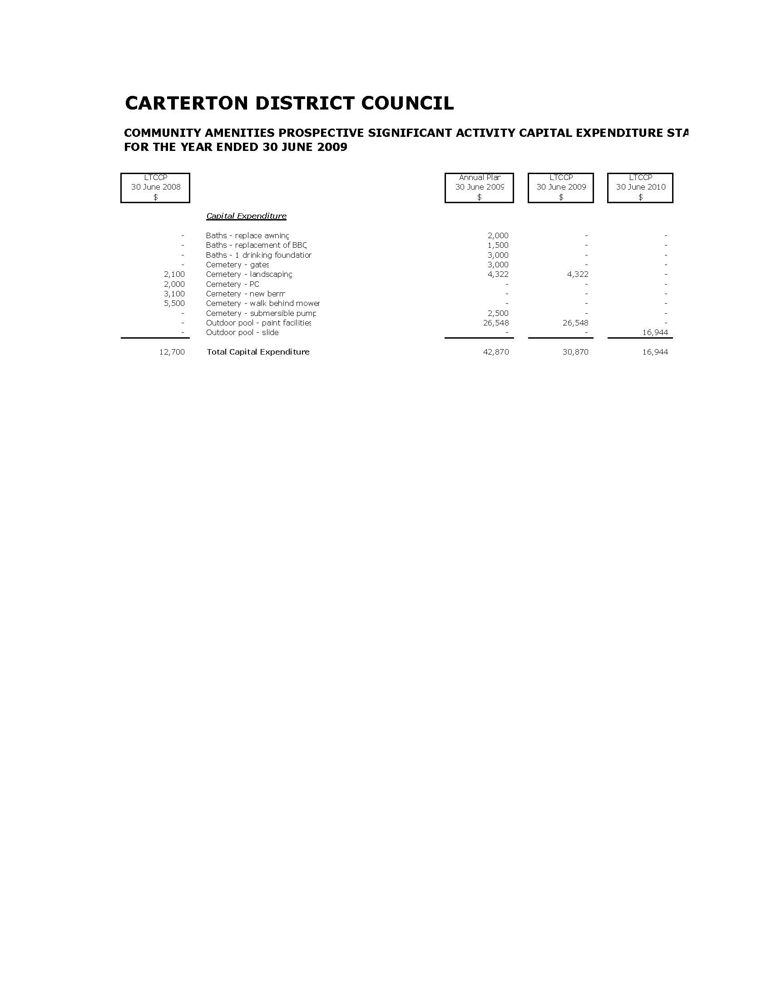 CARTERTON DISTRICT COUNCIL
COMMUNITY AMENITIES PROSPECTIVE SIGNIFICANT ACTIVITY CAPITAL EXPENDITURE STA
FOR THE YEAR ENDED 30 JUNE 2009
LTCCP Annual Plan LTCCP LTCCP
30 June 2008 30 June 2009 30 June 2009 30 June 2010
$ $ $ $
Capital Expenditure
- Baths - replace awning 2,000 - -
- Baths - replacement of BBQ 1,500 - -
- Baths - 1 drinking foundation 3,000 - -
- Cemetery - gates 3,000 - -
2,100 Cemetery - landscaping 4,322 4,322 -
2,000 Cemetery - PC - - -
3,100 Cemetery - new berm - - -
5,500 Cemetery - walk behind mower - - -
- Cemetery - submersible pump 2,500 - -
- Outdoor pool - paint facilities 26,548 26,548 -
- Outdoor pool - slide - - 16,944
12,700 Total Capital Expenditure 42,870 30,870 16,944